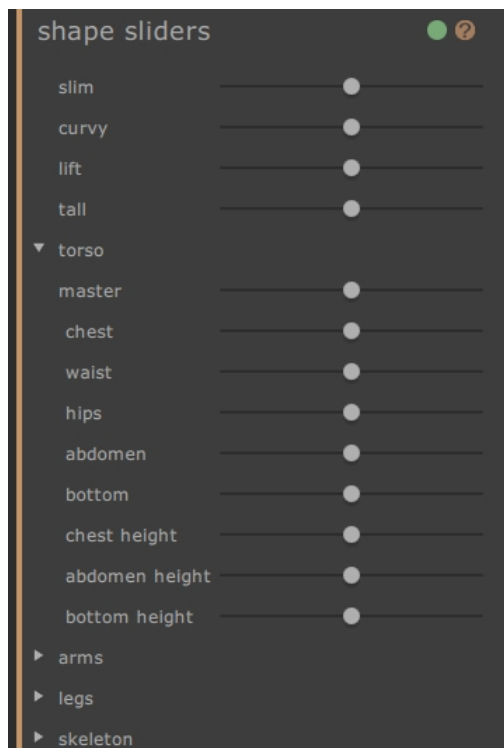 shape sliders
slim
curvy
lift
tall
torso
master
chest
waist
hips
abdomen
bottom
chest height
abdomen height
bottom height
arms
legs
skeleton